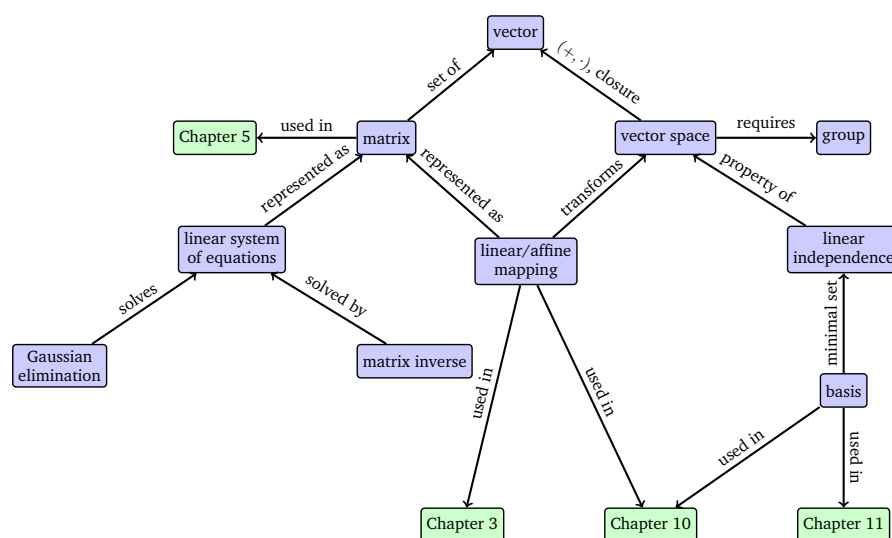 vector
set of
(+, ·), closure
Chapter 5
used in
matrix
vector space
requires
group
represented as
represented as
transforms
property of
linear system
of equations
linear/affine
mapping
linear
independence
solves
solved by
minimal set
Gaussian
elimination
matrix inverse
basis
used in
used in
used in
used in
Chapter 3
Chapter 10
Chapter 11